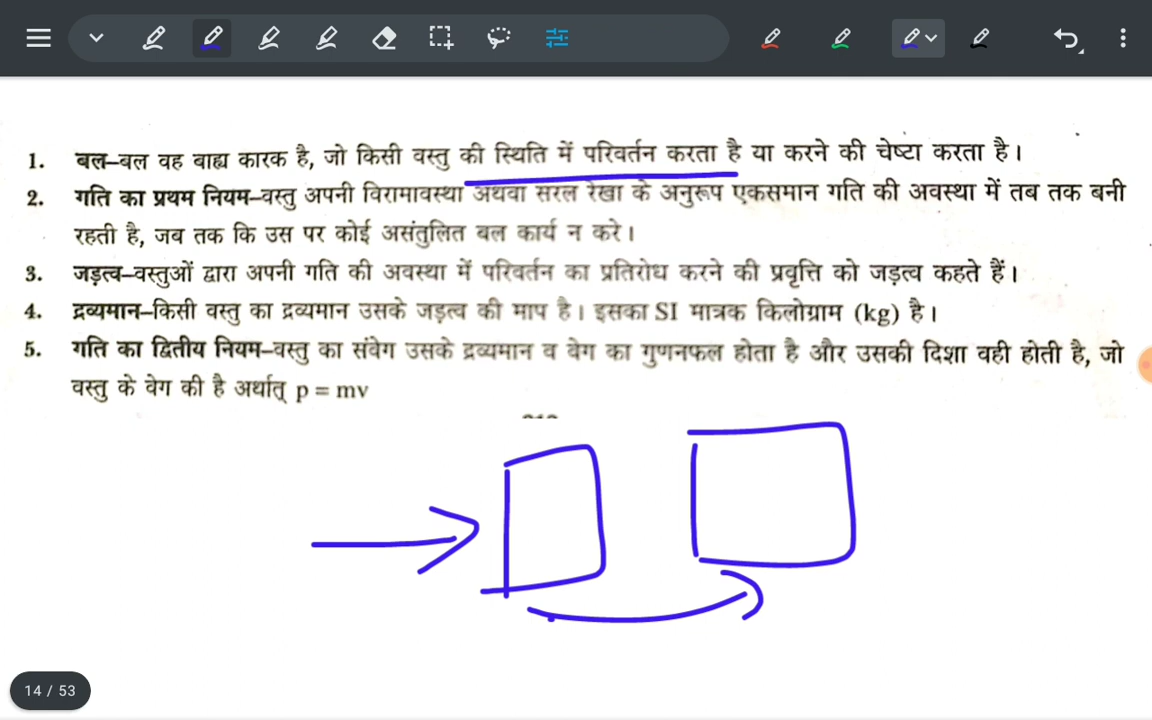 1. बल–बल वह बाह्य कारक है, जो किसी वस्तु की स्थिति में परिवर्तन करता है या करने की चेष्टा करता है।
2. गति का प्रथम नियम–वस्तु अपनी विरामावस्था अथवा सरल रेखा के अनुरूप एकसमान गति की अवस्था में तब तक बनी
रहती है, जब तक कि उस पर कोई असंतुलित बल कार्य न करे।
3. जड़त्व–वस्तुओं द्वारा अपनी गति की अवस्था में परिवर्तन का प्रतिरोध करने की प्रवृत्ति को जड़त्व कहते हैं।
4. द्रव्यमान–किसी वस्तु का द्रव्यमान उसके जड़त्व की माप है। इसका SI मात्रक किलोग्राम (kg) है।
5. गति का द्वितीय नियम–वस्तु का संवेग उसके द्रव्यमान व वेग का गुणनफल होता है और उसकी दिशा वही होती है, जो
वस्तु के वेग की है अर्थात् p = mv
14 / 53